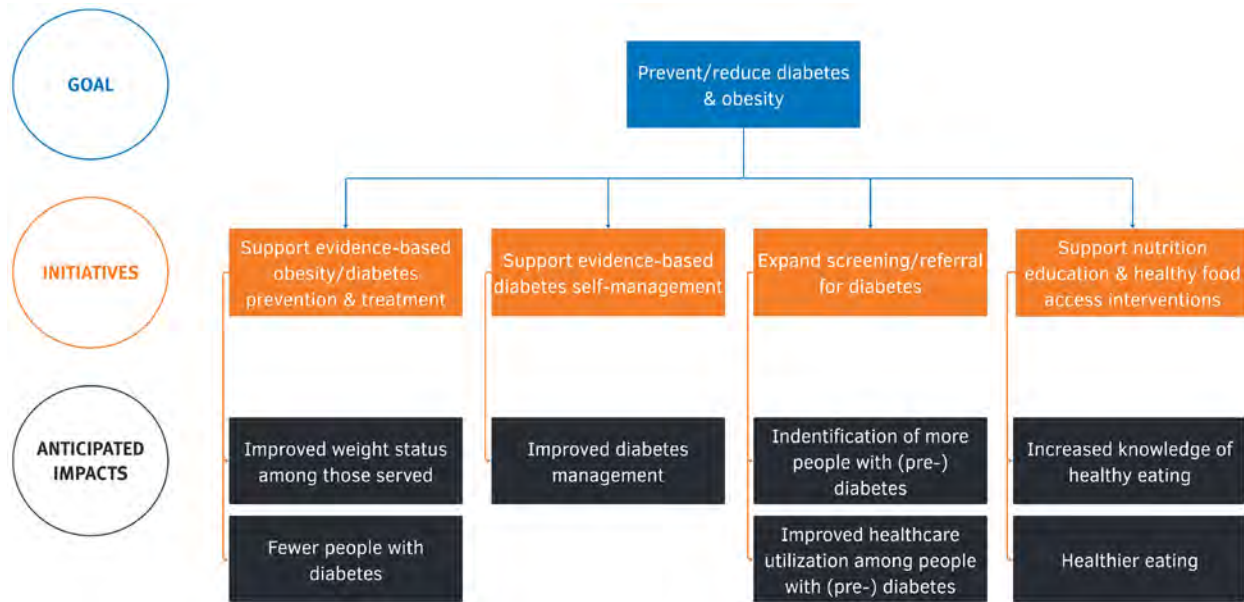 GOAL
Prevent/reduce diabetes
& obesity
INITIATIVES
Support evidence-based
obesity/diabetes
prevention & treatment
Support evidence-based
diabetes self-management
Expand screening/referral
for diabetes
Support nutrition
education & healthy food
access interventions
ANTICIPATED
IMPACTS
Improved weight status
among those served
Improved diabetes
management
Indentification of more
people with (pre-)
diabetes
Increased knowledge of
healthy eating
Fewer people with
diabetes
Improved healthcare
utilization among people
with (pre-) diabetes
Healthier eating